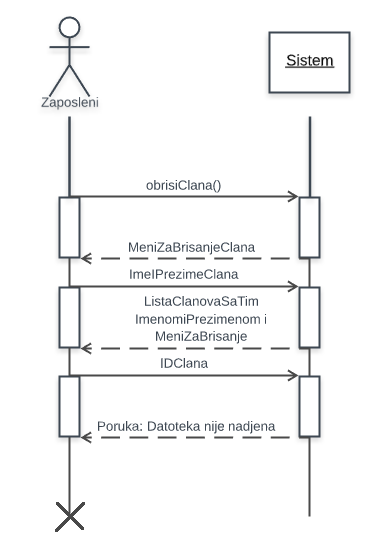 Zaposleni
Sistem
obrisiClana()
MeniZaBrisanjeClana
ImeIPrezimeClana
ListaClanovaSaTim
ImenomiPrezimenom i
MeniZaBrisanje
IDClana
Poruka: Datoteka nije nadjena